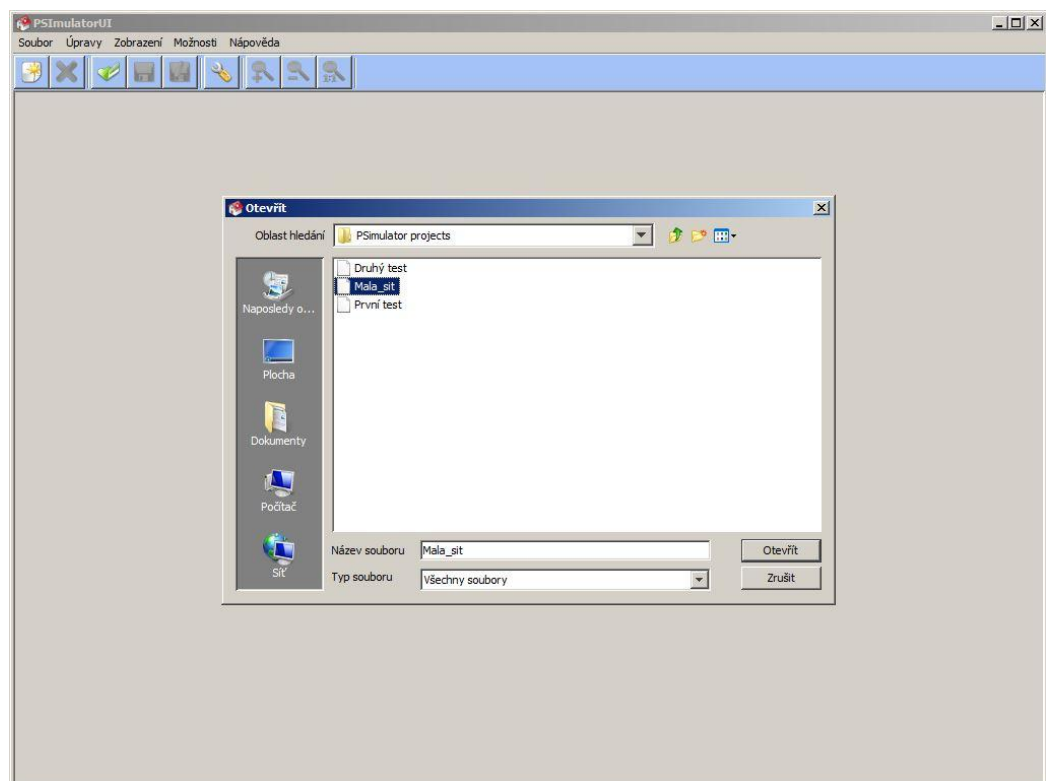 PSImulatorUI
Soubor Úpravy Zobrazení Možnosti Nápověda
Otevřít
Oblast hledání PSimulator projects
Druhý test
Mala_sit
První test
Naposledy o...
Plocha
Dokumenty
Počítač
Síť
Název souboru Mala_sit Otevřít
Typ souboru Všechny soubory Zrušit